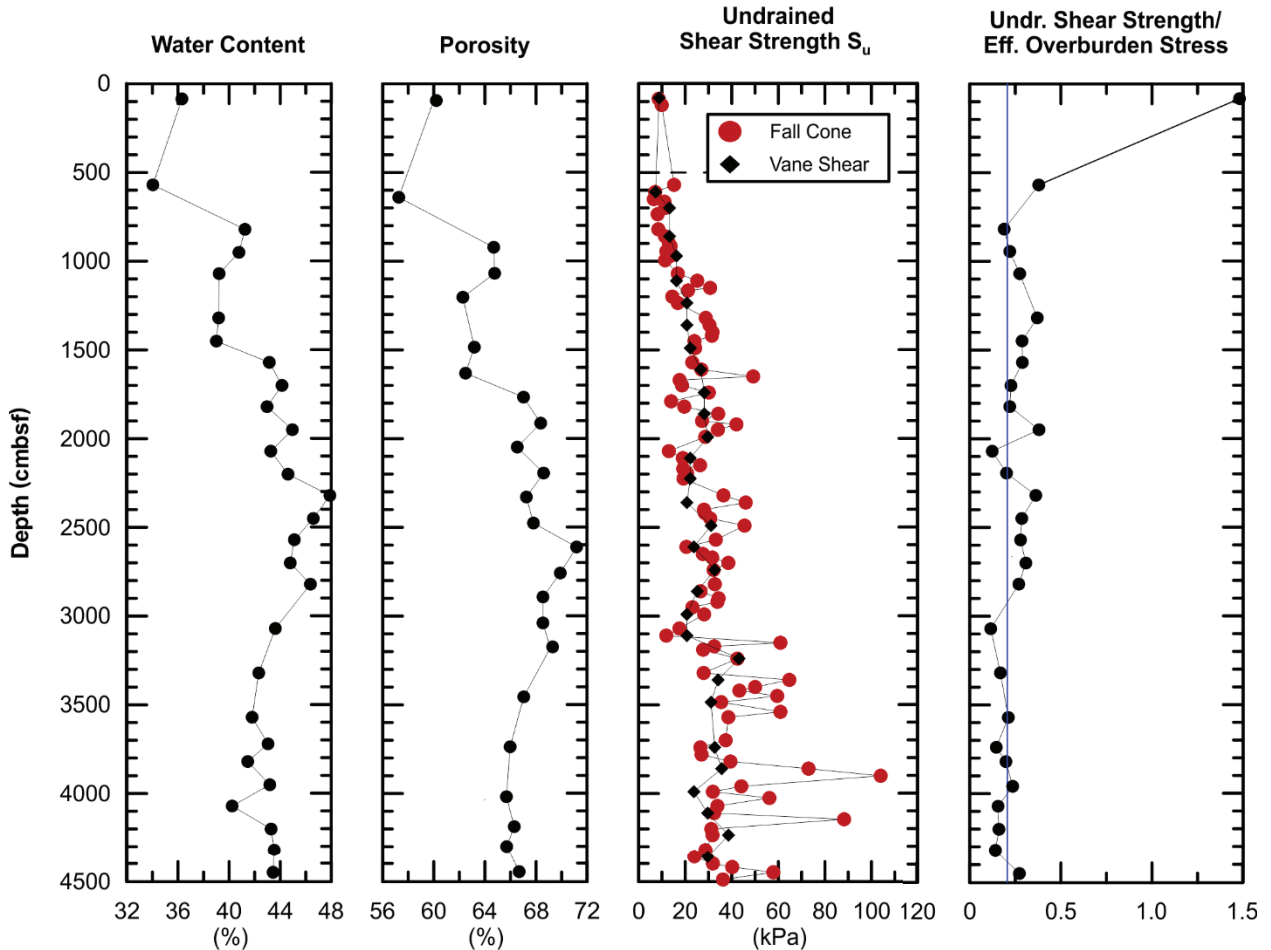 Water Content
Porosity
Undrained
Shear Strength Su
Undr. Shear Strength/
Eff. Overburden Stress
Depth (cmbsf)
0
500
1000
1500
2000
2500
3000
3500
4000
4500
32 36 40 44 48
(%)
56 60 64 68 72
(%)
Fall Cone
Vane Shear
0 20 40 60 80 100 120
(kPa)
0 0.5 1.0 1.5